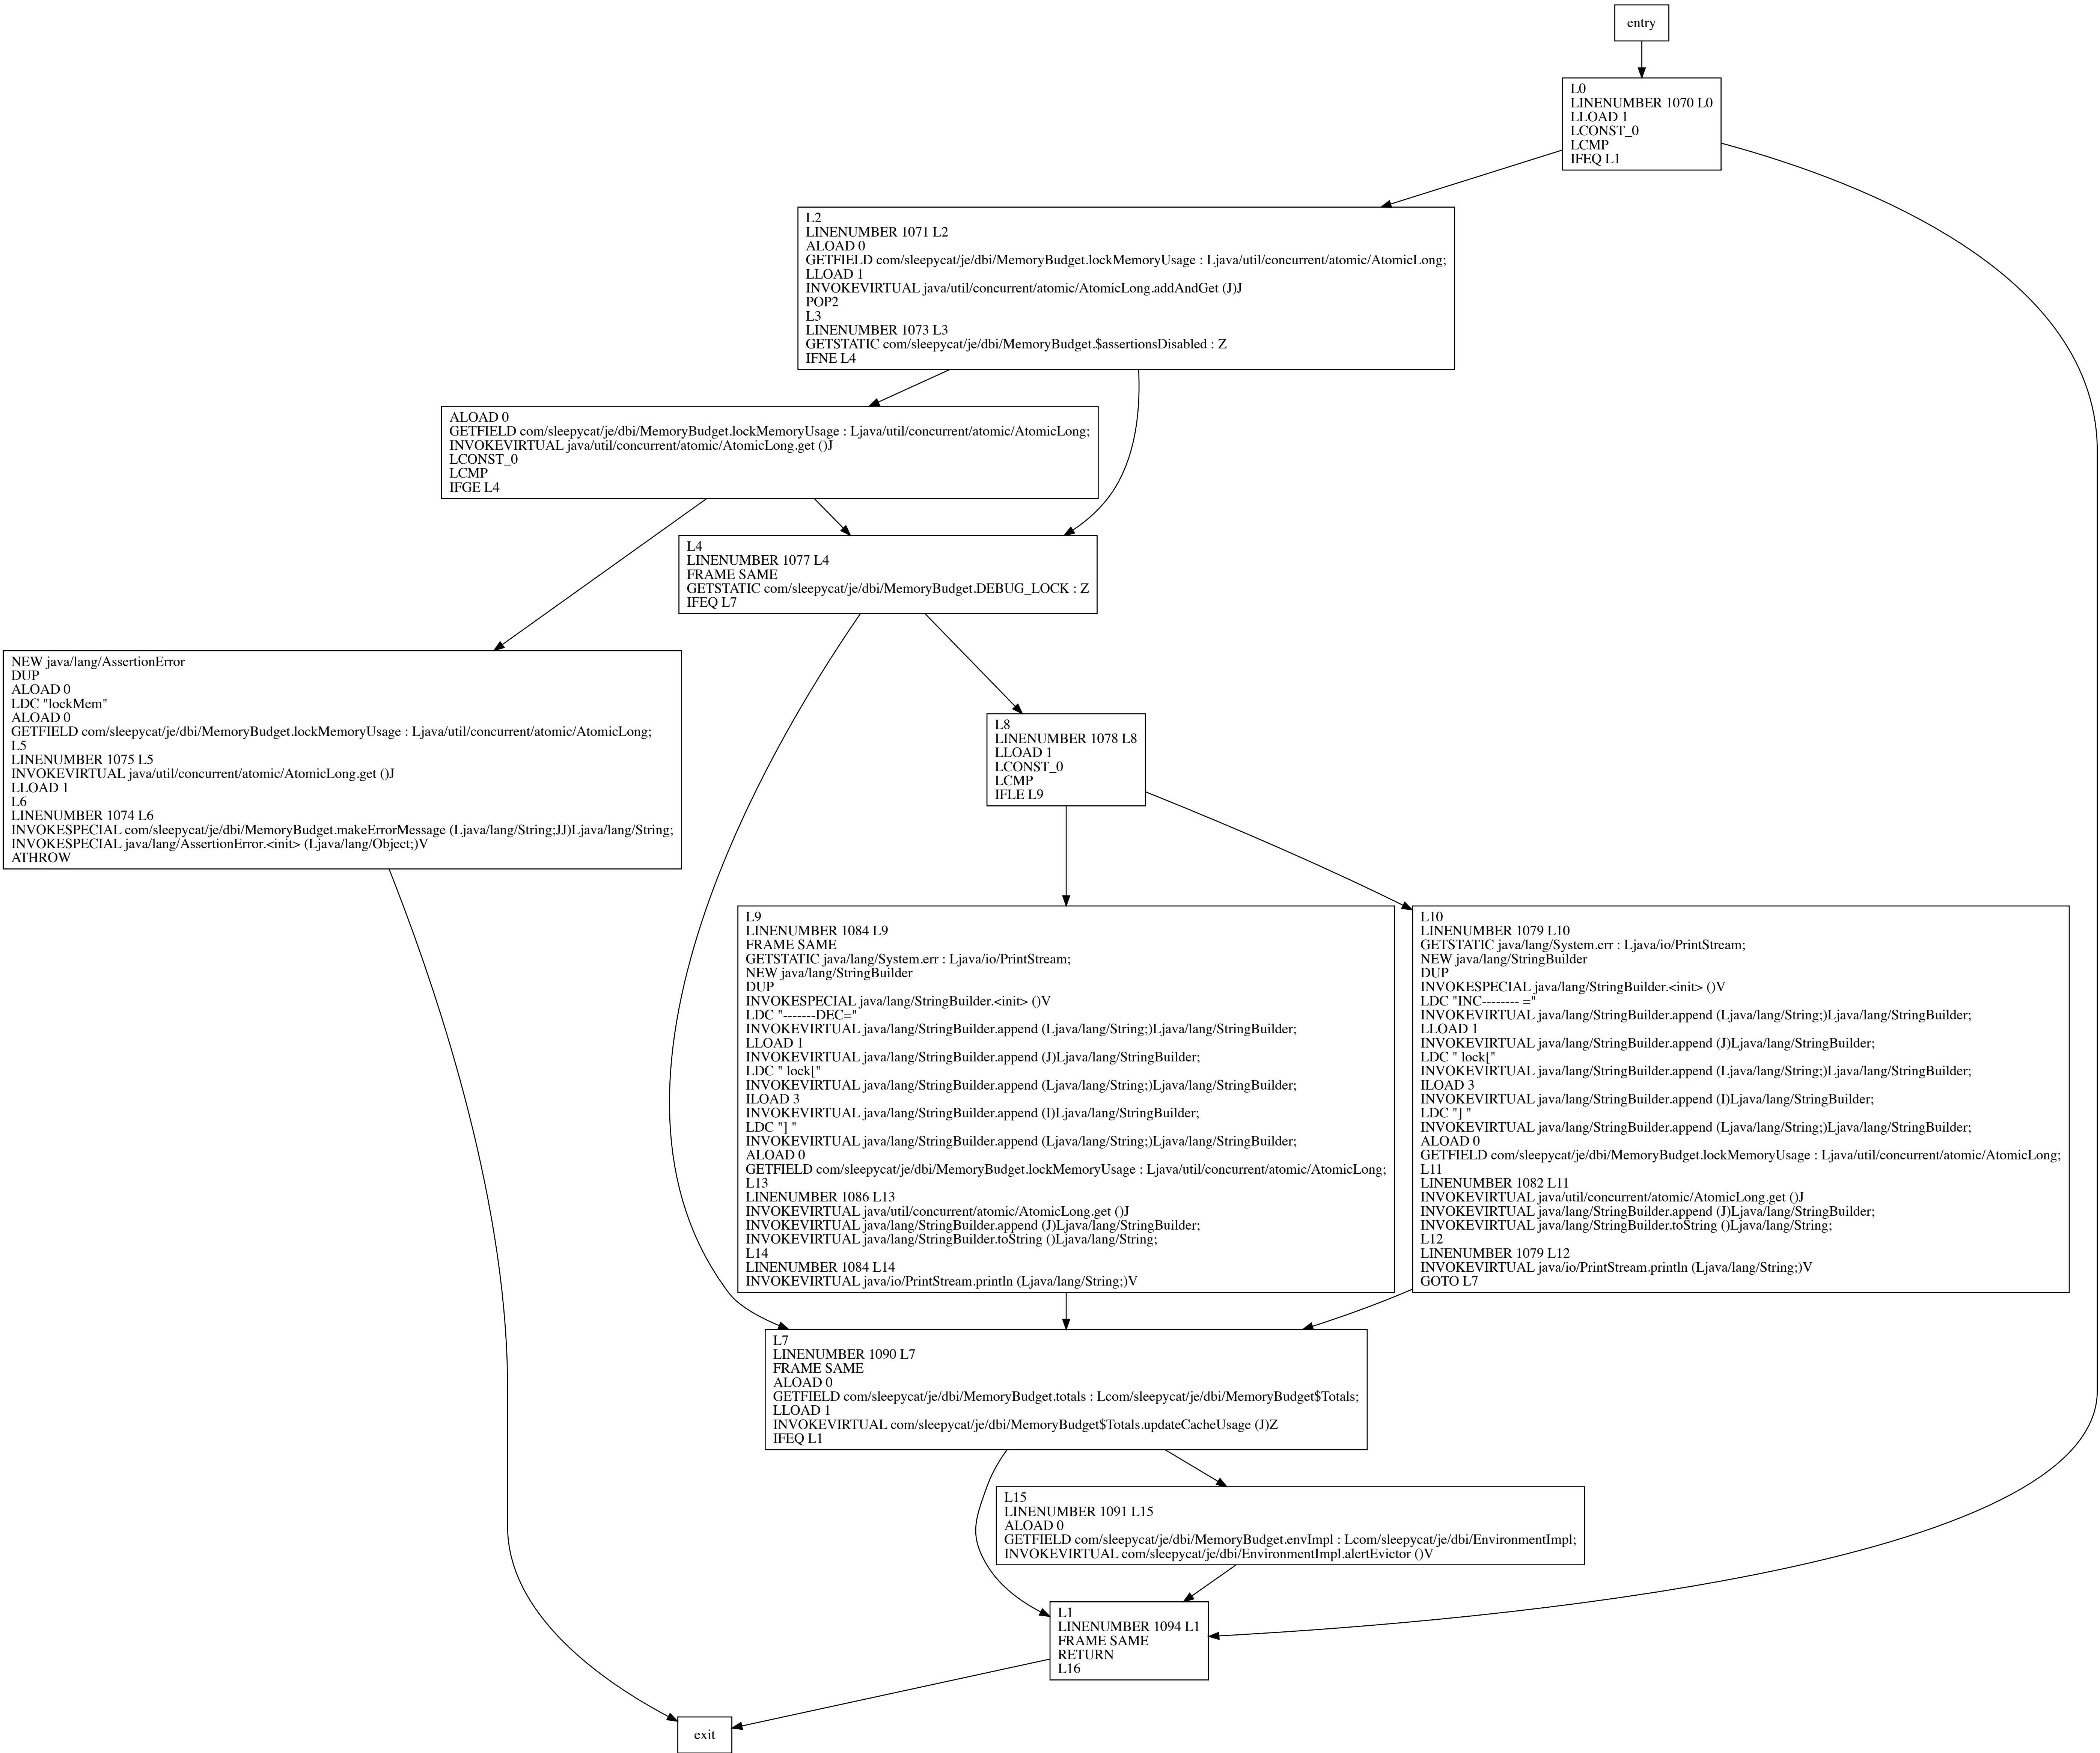 entry
L0
LINENUMBER 1070 L0
LLOAD 1
LCONST_0
LCMP
IFEQ L1
L2
LINENUMBER 1071 L2
ALOAD 0
GETFIELD com/sleepycat/je/dbi/MemoryBudget.lockMemoryUsage : Ljava/util/concurrent/atomic/AtomicLong;
LLOAD 1
INVOKEVIRTUAL java/util/concurrent/atomic/AtomicLong.addAndGet (J)J
POP2
L3
LINENUMBER 1073 L3
GETSTATIC com/sleepycat/je/dbi/MemoryBudget.$assertionsDisabled : Z
IFNE L4
ALOAD 0
GETFIELD com/sleepycat/je/dbi/MemoryBudget.lockMemoryUsage : Ljava/util/concurrent/atomic/AtomicLong;
INVOKEVIRTUAL java/util/concurrent/atomic/AtomicLong.get ()J
LCONST_0
LCMP
IFGE L4
L4
LINENUMBER 1077 L4
FRAME SAME
GETSTATIC com/sleepycat/je/dbi/MemoryBudget.DEBUG_LOCK : Z
IFEQ L7
NEW java/lang/AssertionError
DUP
ALOAD 0
LDC "lockMem"
ALOAD 0
GETFIELD com/sleepycat/je/dbi/MemoryBudget.lockMemoryUsage : Ljava/util/concurrent/atomic/AtomicLong;
L5
LINENUMBER 1075 L5
INVOKEVIRTUAL java/util/concurrent/atomic/AtomicLong.get ()J
LLOAD 1
L6
LINENUMBER 1074 L6
INVOKESPECIAL com/sleepycat/je/dbi/MemoryBudget.makeErrorMessage (Ljava/lang/String;JJ)Ljava/lang/String;
INVOKESPECIAL java/lang/AssertionError.<init> (Ljava/lang/Object;)V
ATHROW
L8
LINENUMBER 1078 L8
LLOAD 1
LCONST_0
LCMP
IFLE L9
L9
LINENUMBER 1084 L9
FRAME SAME
GETSTATIC java/lang/System.err : Ljava/io/PrintStream;
NEW java/lang/StringBuilder
DUP
INVOKESPECIAL java/lang/StringBuilder.<init> ()V
LDC "-------DEC="
INVOKEVIRTUAL java/lang/StringBuilder.append (Ljava/lang/String;)Ljava/lang/StringBuilder;
LLOAD 1
INVOKEVIRTUAL java/lang/StringBuilder.append (J)Ljava/lang/StringBuilder;
LDC " lock["
INVOKEVIRTUAL java/lang/StringBuilder.append (Ljava/lang/String;)Ljava/lang/StringBuilder;
ILOAD 3
INVOKEVIRTUAL java/lang/StringBuilder.append (I)Ljava/lang/StringBuilder;
LDC "] "
INVOKEVIRTUAL java/lang/StringBuilder.append (Ljava/lang/String;)Ljava/lang/StringBuilder;
ALOAD 0
GETFIELD com/sleepycat/je/dbi/MemoryBudget.lockMemoryUsage : Ljava/util/concurrent/atomic/AtomicLong;
L13
LINENUMBER 1086 L13
INVOKEVIRTUAL java/util/concurrent/atomic/AtomicLong.get ()J
INVOKEVIRTUAL java/lang/StringBuilder.append (J)Ljava/lang/StringBuilder;
INVOKEVIRTUAL java/lang/StringBuilder.toString ()Ljava/lang/String;
L14
LINENUMBER 1084 L14
INVOKEVIRTUAL java/io/PrintStream.println (Ljava/lang/String;)V
L10
LINENUMBER 1079 L10
GETSTATIC java/lang/System.err : Ljava/io/PrintStream;
NEW java/lang/StringBuilder
DUP
INVOKESPECIAL java/lang/StringBuilder.<init> ()V
LDC "INC-------- ="
INVOKEVIRTUAL java/lang/StringBuilder.append (Ljava/lang/String;)Ljava/lang/StringBuilder;
LLOAD 1
INVOKEVIRTUAL java/lang/StringBuilder.append (J)Ljava/lang/StringBuilder;
LDC " lock["
INVOKEVIRTUAL java/lang/StringBuilder.append (Ljava/lang/String;)Ljava/lang/StringBuilder;
ILOAD 3
INVOKEVIRTUAL java/lang/StringBuilder.append (I)Ljava/lang/StringBuilder;
LDC "] "
INVOKEVIRTUAL java/lang/StringBuilder.append (Ljava/lang/String;)Ljava/lang/StringBuilder;
ALOAD 0
GETFIELD com/sleepycat/je/dbi/MemoryBudget.lockMemoryUsage : Ljava/util/concurrent/atomic/AtomicLong;
L11
LINENUMBER 1082 L11
INVOKEVIRTUAL java/util/concurrent/atomic/AtomicLong.get ()J
INVOKEVIRTUAL java/lang/StringBuilder.append (J)Ljava/lang/StringBuilder;
INVOKEVIRTUAL java/lang/StringBuilder.toString ()Ljava/lang/String;
L12
LINENUMBER 1079 L12
INVOKEVIRTUAL java/io/PrintStream.println (Ljava/lang/String;)V
GOTO L7
L7
LINENUMBER 1090 L7
FRAME SAME
ALOAD 0
GETFIELD com/sleepycat/je/dbi/MemoryBudget.totals : Lcom/sleepycat/je/dbi/MemoryBudget$Totals;
LLOAD 1
INVOKEVIRTUAL com/sleepycat/je/dbi/MemoryBudget$Totals.updateCacheUsage (J)Z
IFEQ L1
L15
LINENUMBER 1091 L15
ALOAD 0
GETFIELD com/sleepycat/je/dbi/MemoryBudget.envImpl : Lcom/sleepycat/je/dbi/EnvironmentImpl;
INVOKEVIRTUAL com/sleepycat/je/dbi/EnvironmentImpl.alertEvictor ()V
L1
LINENUMBER 1094 L1
FRAME SAME
RETURN
L16
exit